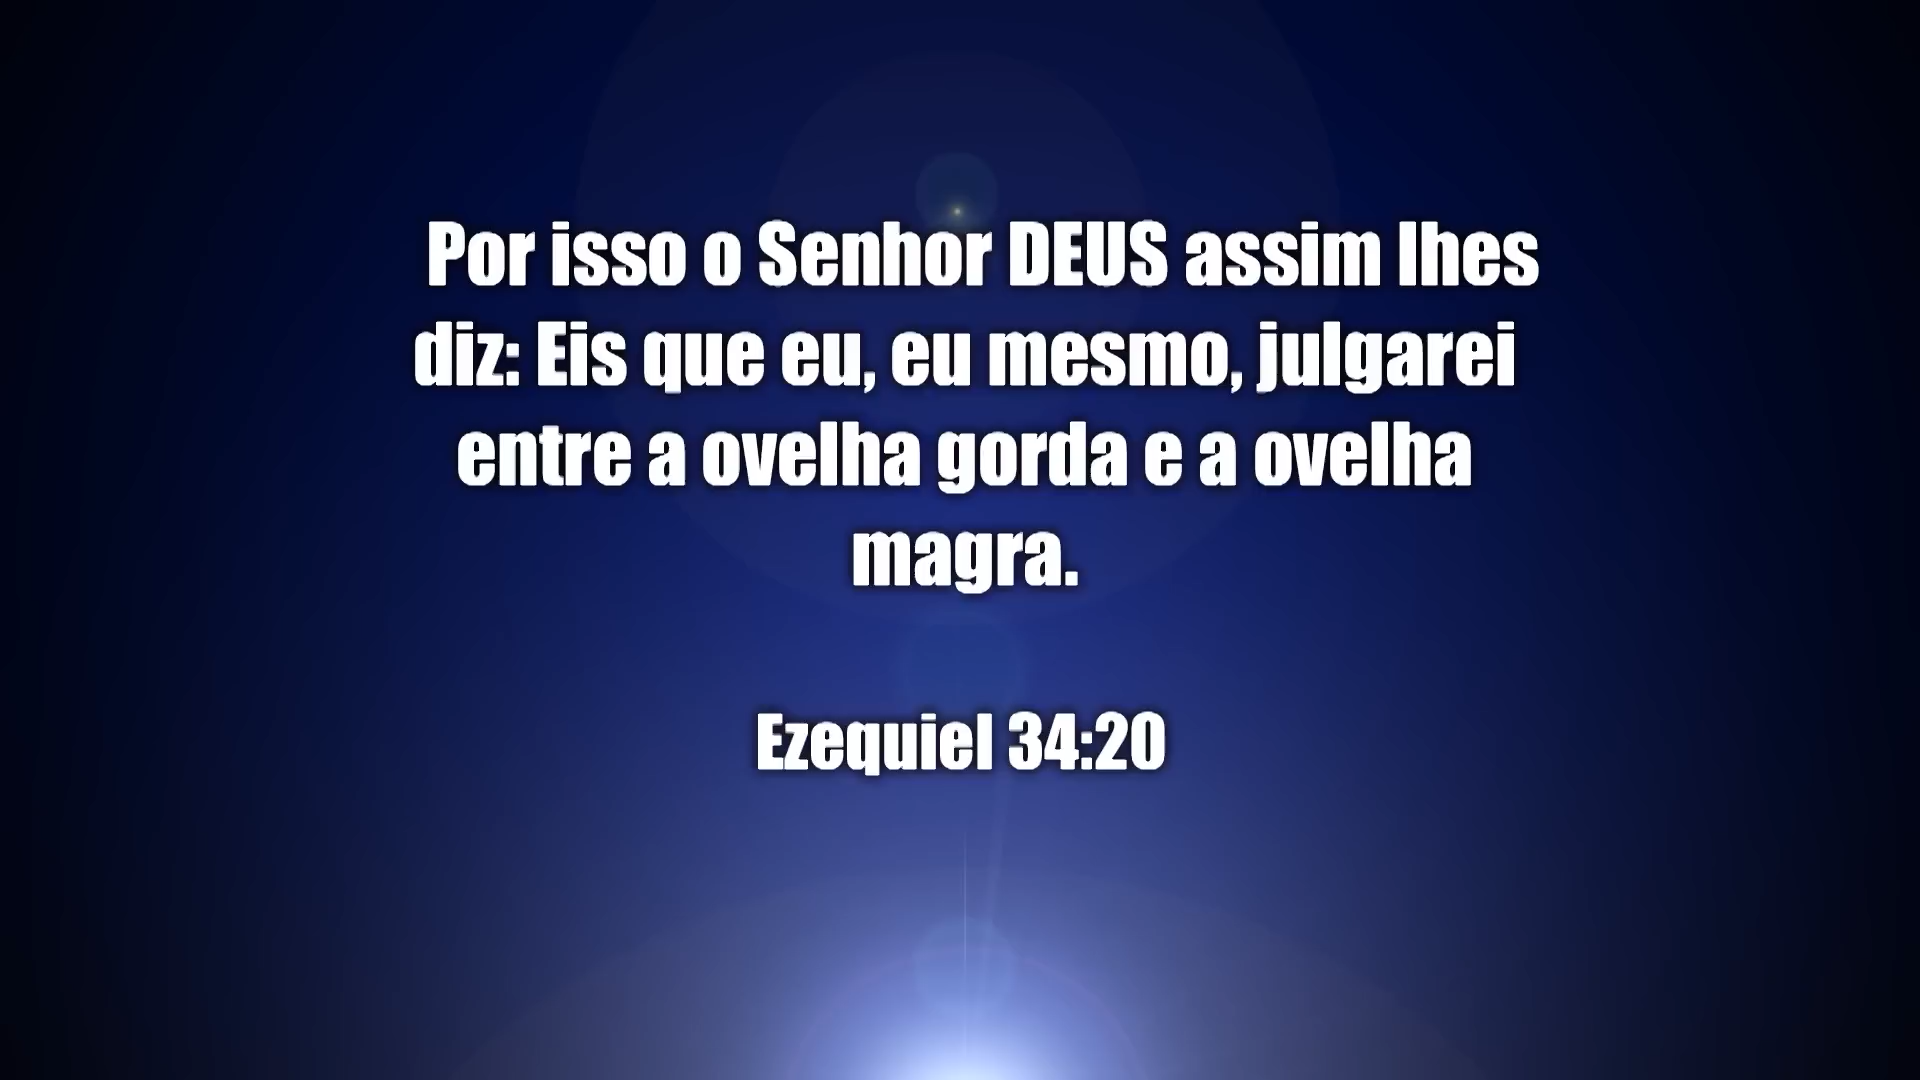 Por isso o Senhor DEUS assim lhes
diz: Eis que eu, eu mesmo, julgarei
entre a ovelha gorda e a ovelha
magra.
Ezequiel 34:20